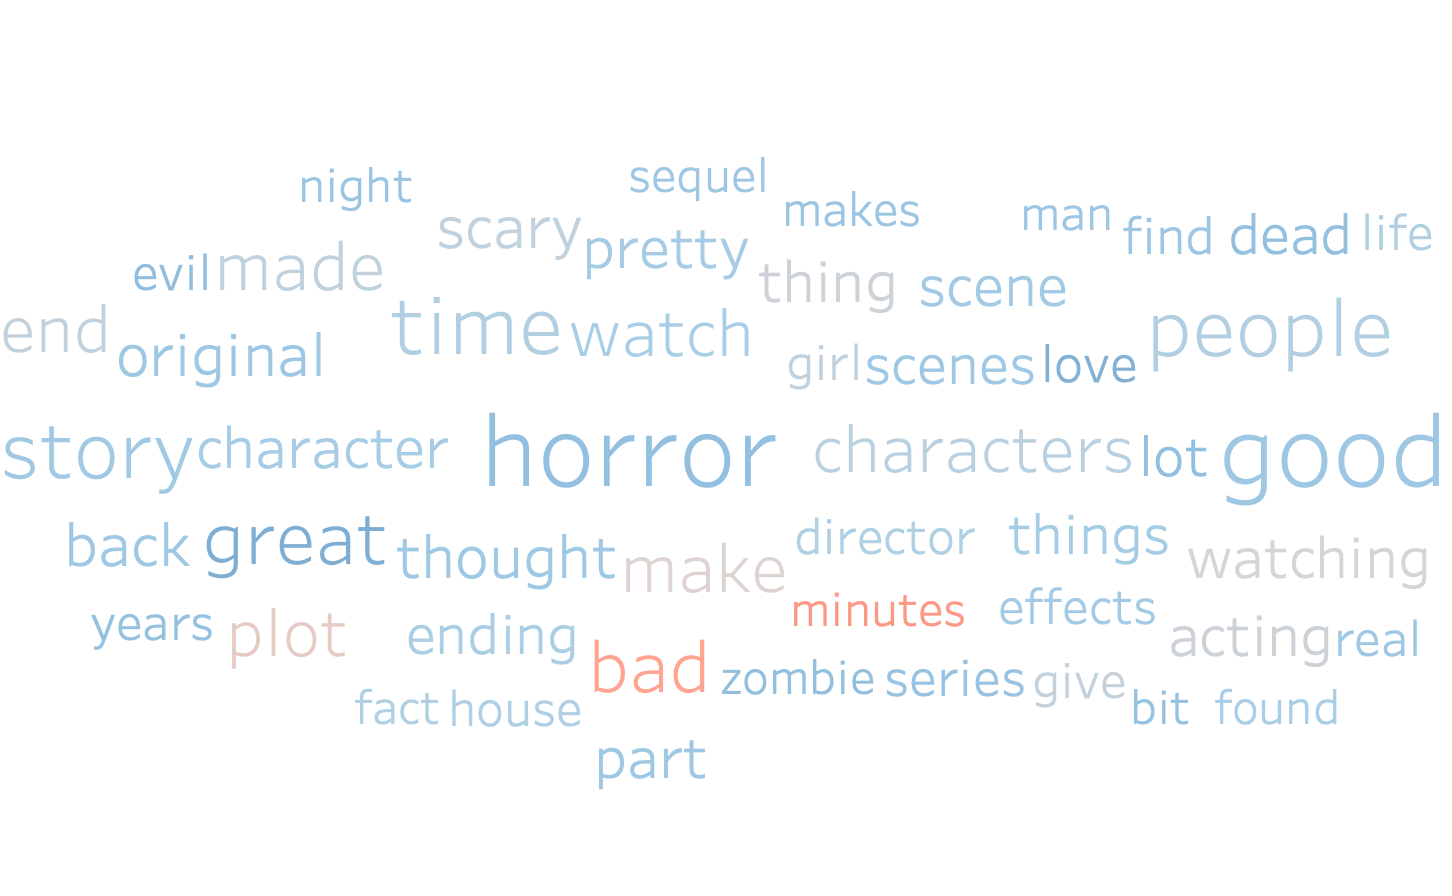 night sequel makes man
scary pretty find dead life
evil made thing scene
end original time watch girl scenes love people
story character horror characters lot good
back great thought make director things watching
years plot ending bad minutes effects acting real
fact house zombie series give bit found
part